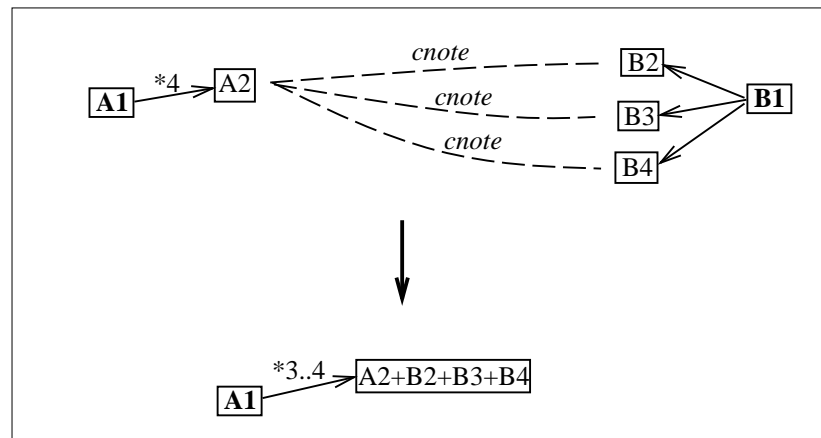 cnote
B2
*4
A2
A1
cnote
B3
B1
cnote
B4
*3..4
A2+B2+B3+B4
A1